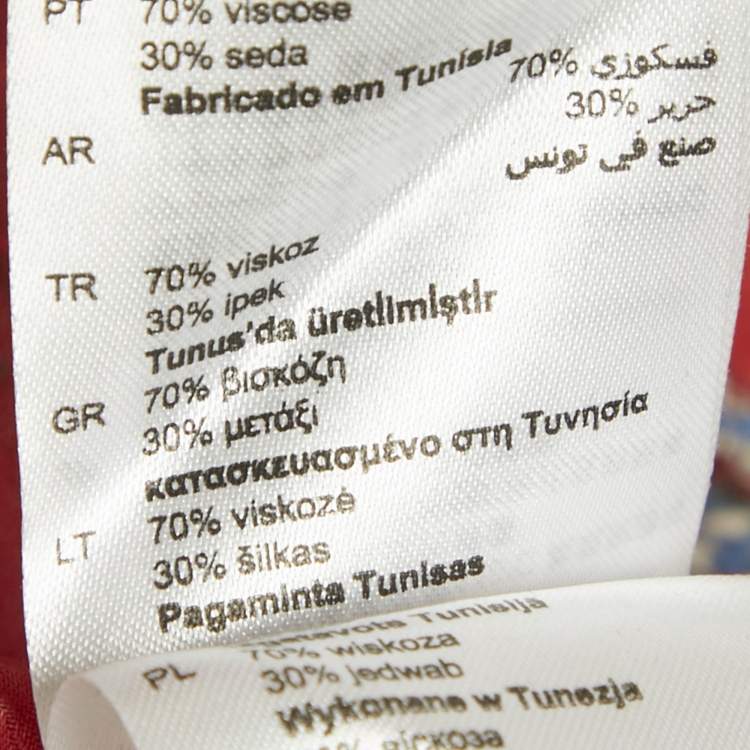 PT 70% viscose
30% seda
Fabricado em Tunísia
AR 70% فسكوزي
30% حرير
صنع في تونس
TR 70% viskoz
30% ipek
Tunus'da üretilmiştir
GR 70% βισκόζη
30% μετάξι
κατασκευασμένο στη Τυνησία
LT 70% viskozė
30% šilkas
Pagaminta Tunisas
Tunisijā
PL 70% wiskoza
30% jedwab
Wykonane w Tunezja